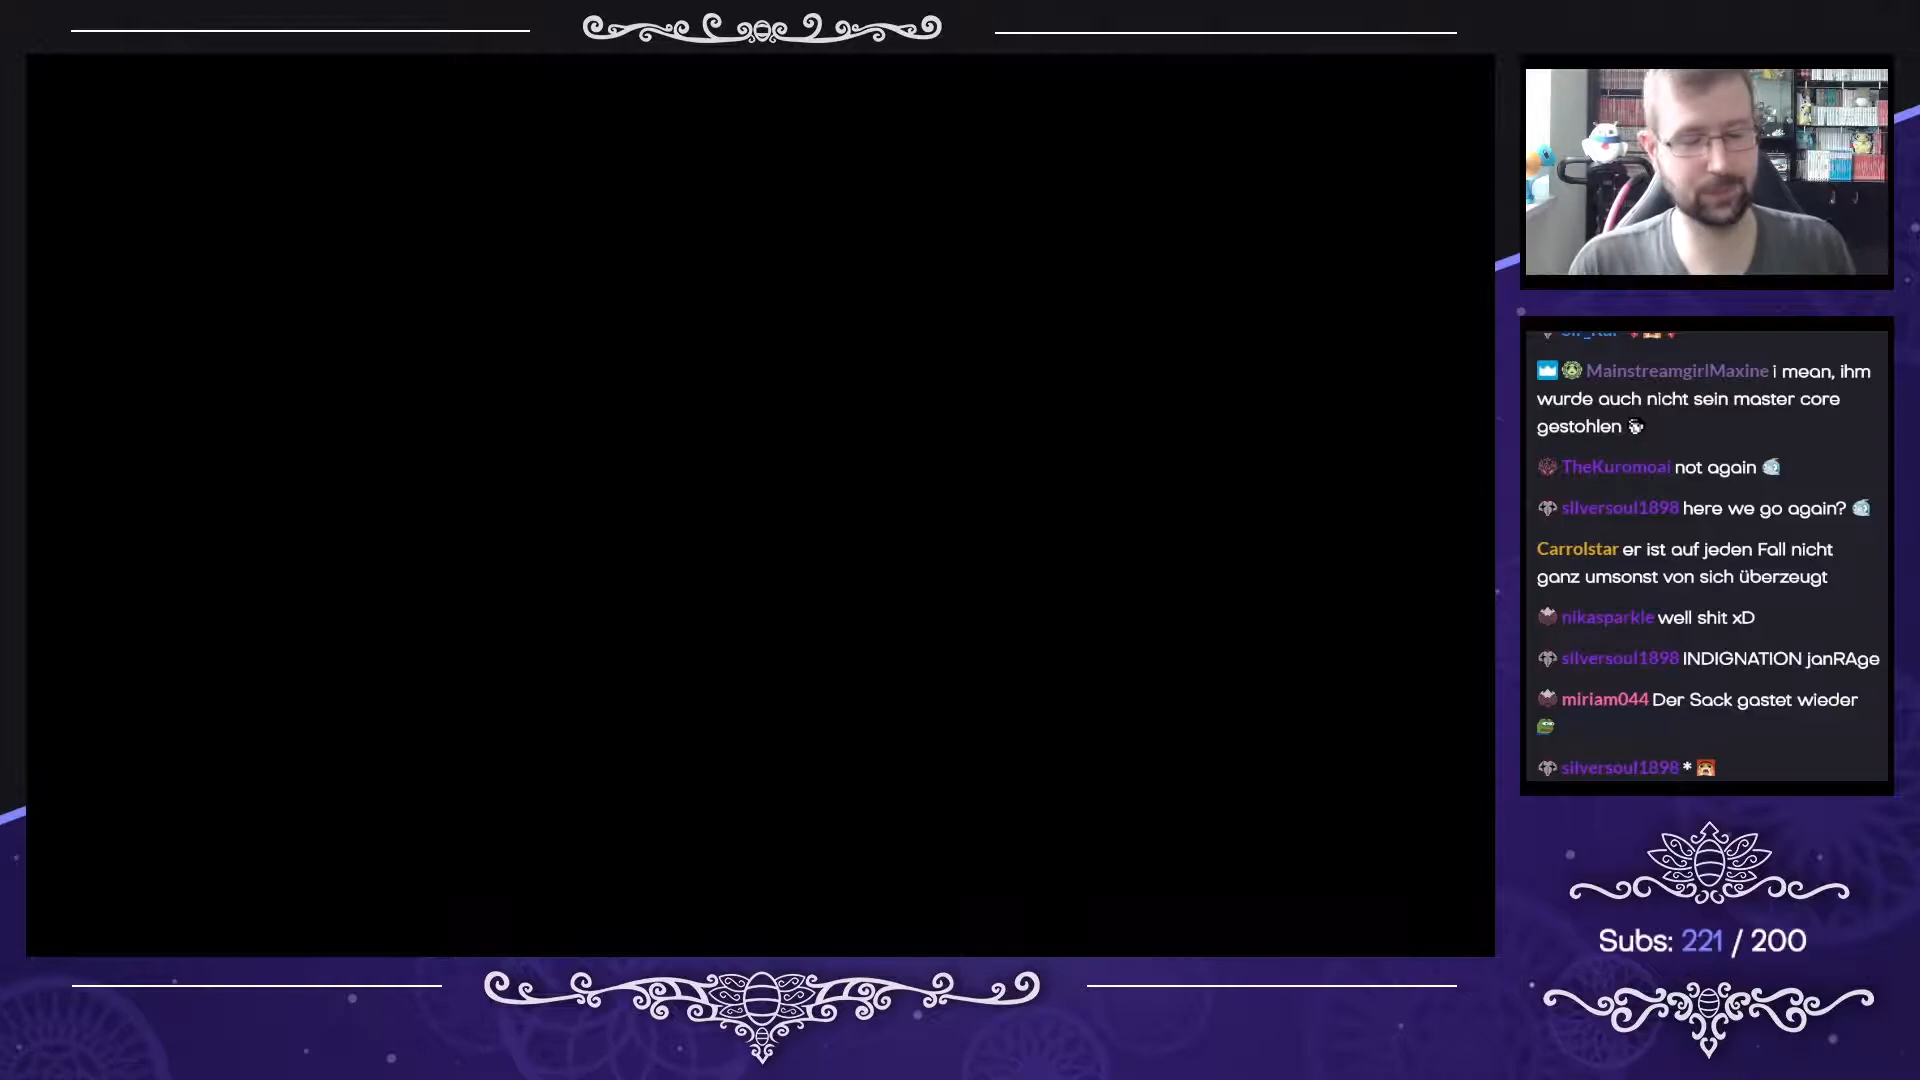 MainstreamgirlMaxine i mean, ihm
wurde auch nicht sein master core
gestohlen
TheKuromoai not again
silversoul1898 here we go again?
Carrolstar er ist auf jeden Fall nicht
ganz umsonst von sich überzeugt
nikasparkle well shit xD
silversoul1898 INDIGNATION janRAge
miriam044 Der Sack gastet wieder
silversoul1898 *
Subs: 221 / 200